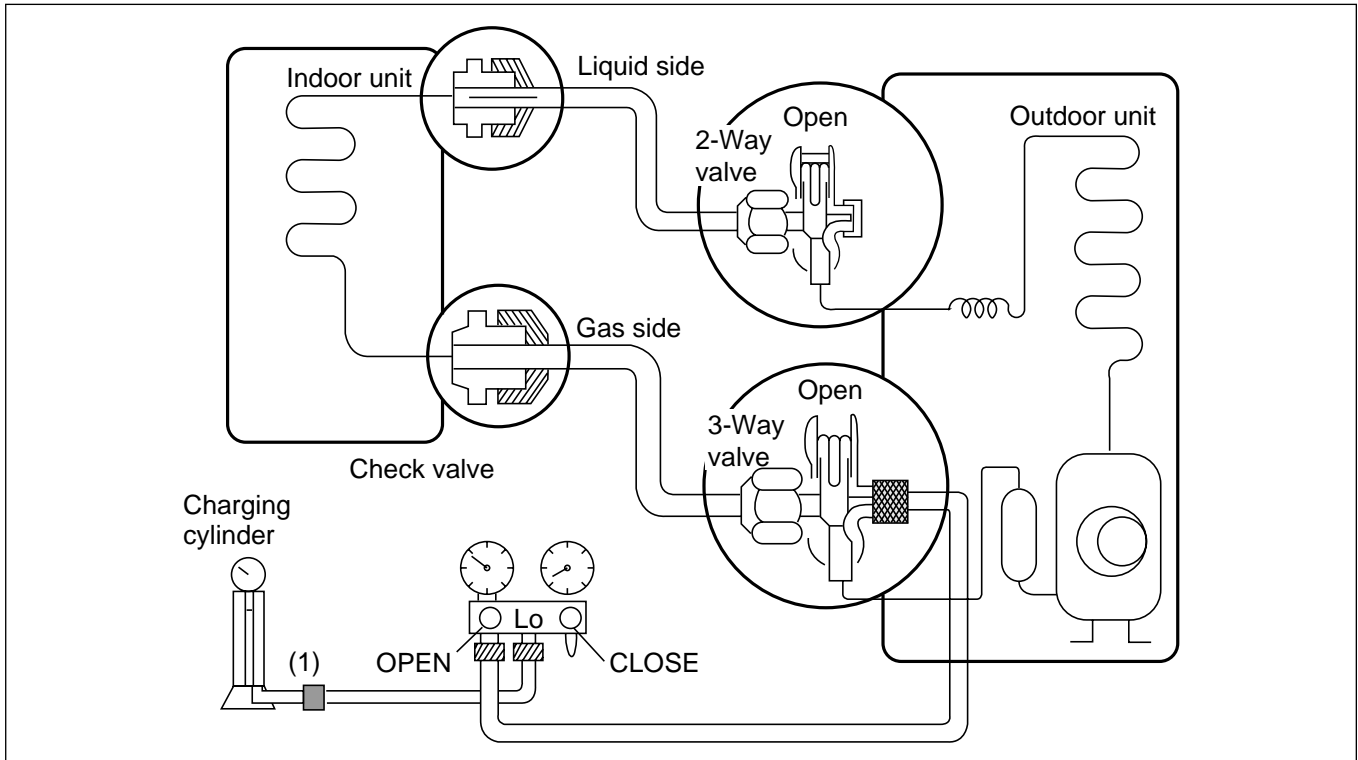 Indoor unit
Liquid side
Open
2-Way
valve
Outdoor unit
Gas side
Open
3-Way
valve
Check valve
Charging
cylinder
Lo
(1)
OPEN
CLOSE